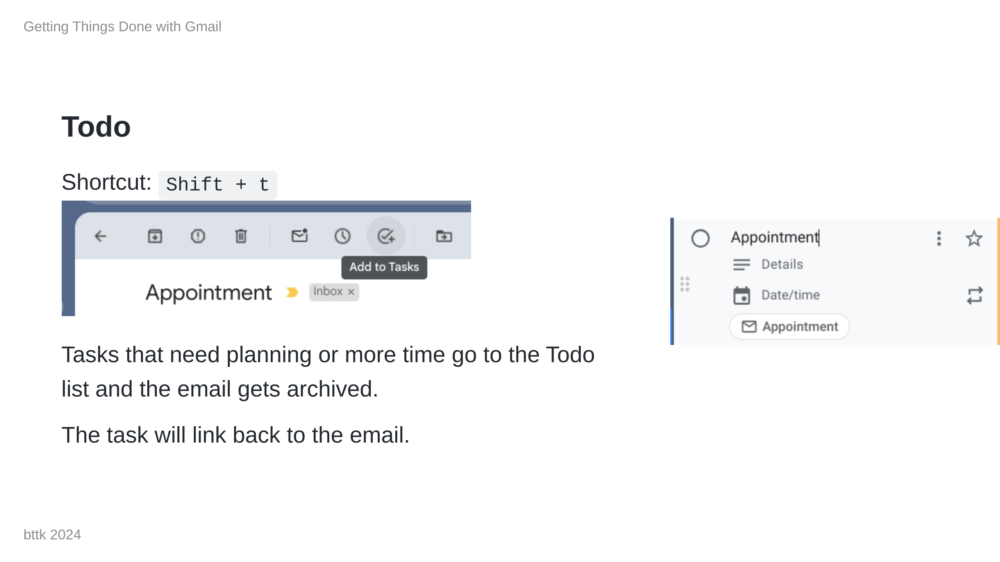 Getting Things Done with Gmail
Todo
Shortcut: Shift + t
Add to Tasks
Appointment Inbox ×
Tasks that need planning or more time go to the Todo
list and the email gets archived.
The task will link back to the email.
Appointment
Details
Date/time
Appointment
bttk 2024